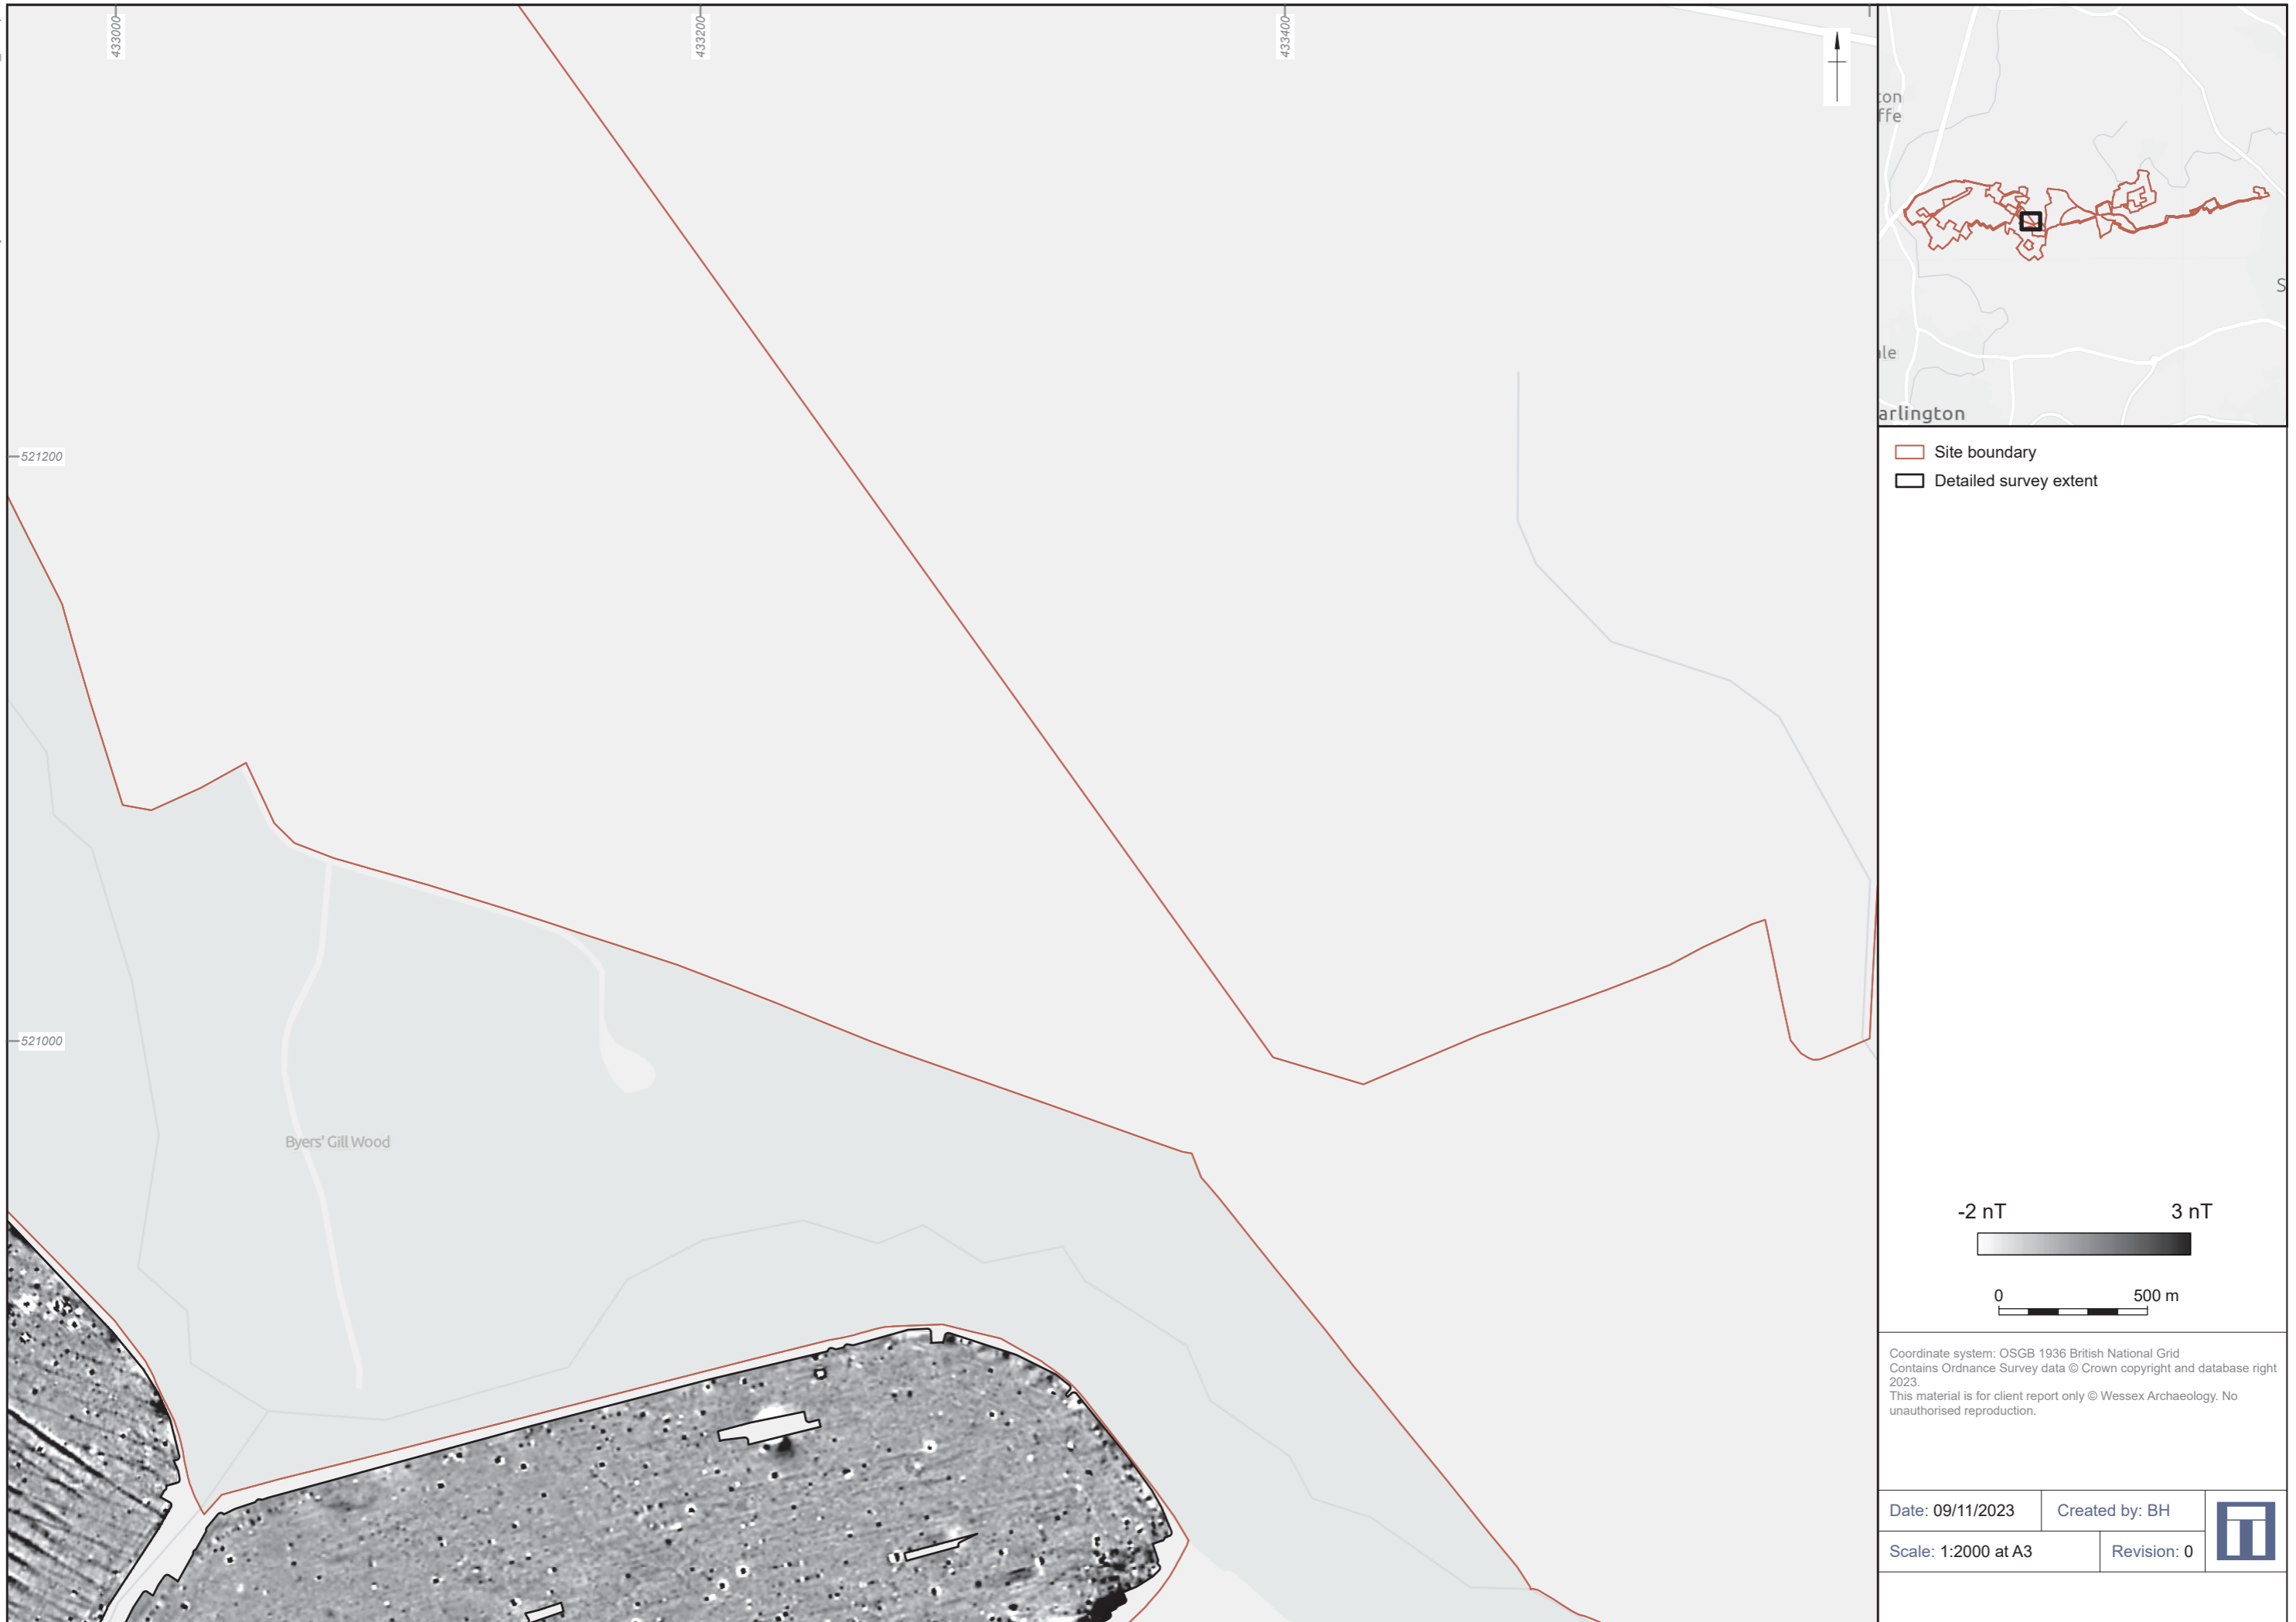 433000
433200
433400
521200
521000
Byers' Gill Wood
ton
ffe
S
le
arlington
Site boundary
Detailed survey extent
-2 nT 3 nT
0 500 m
Coordinate system: OSGB 1936 British National Grid
Contains Ordnance Survey data © Crown copyright and database right
2023.
This material is for client report only © Wessex Archaeology. No
unauthorised reproduction.
Date: 09/11/2023 Created by: BH
Scale: 1:2000 at A3 Revision: 0